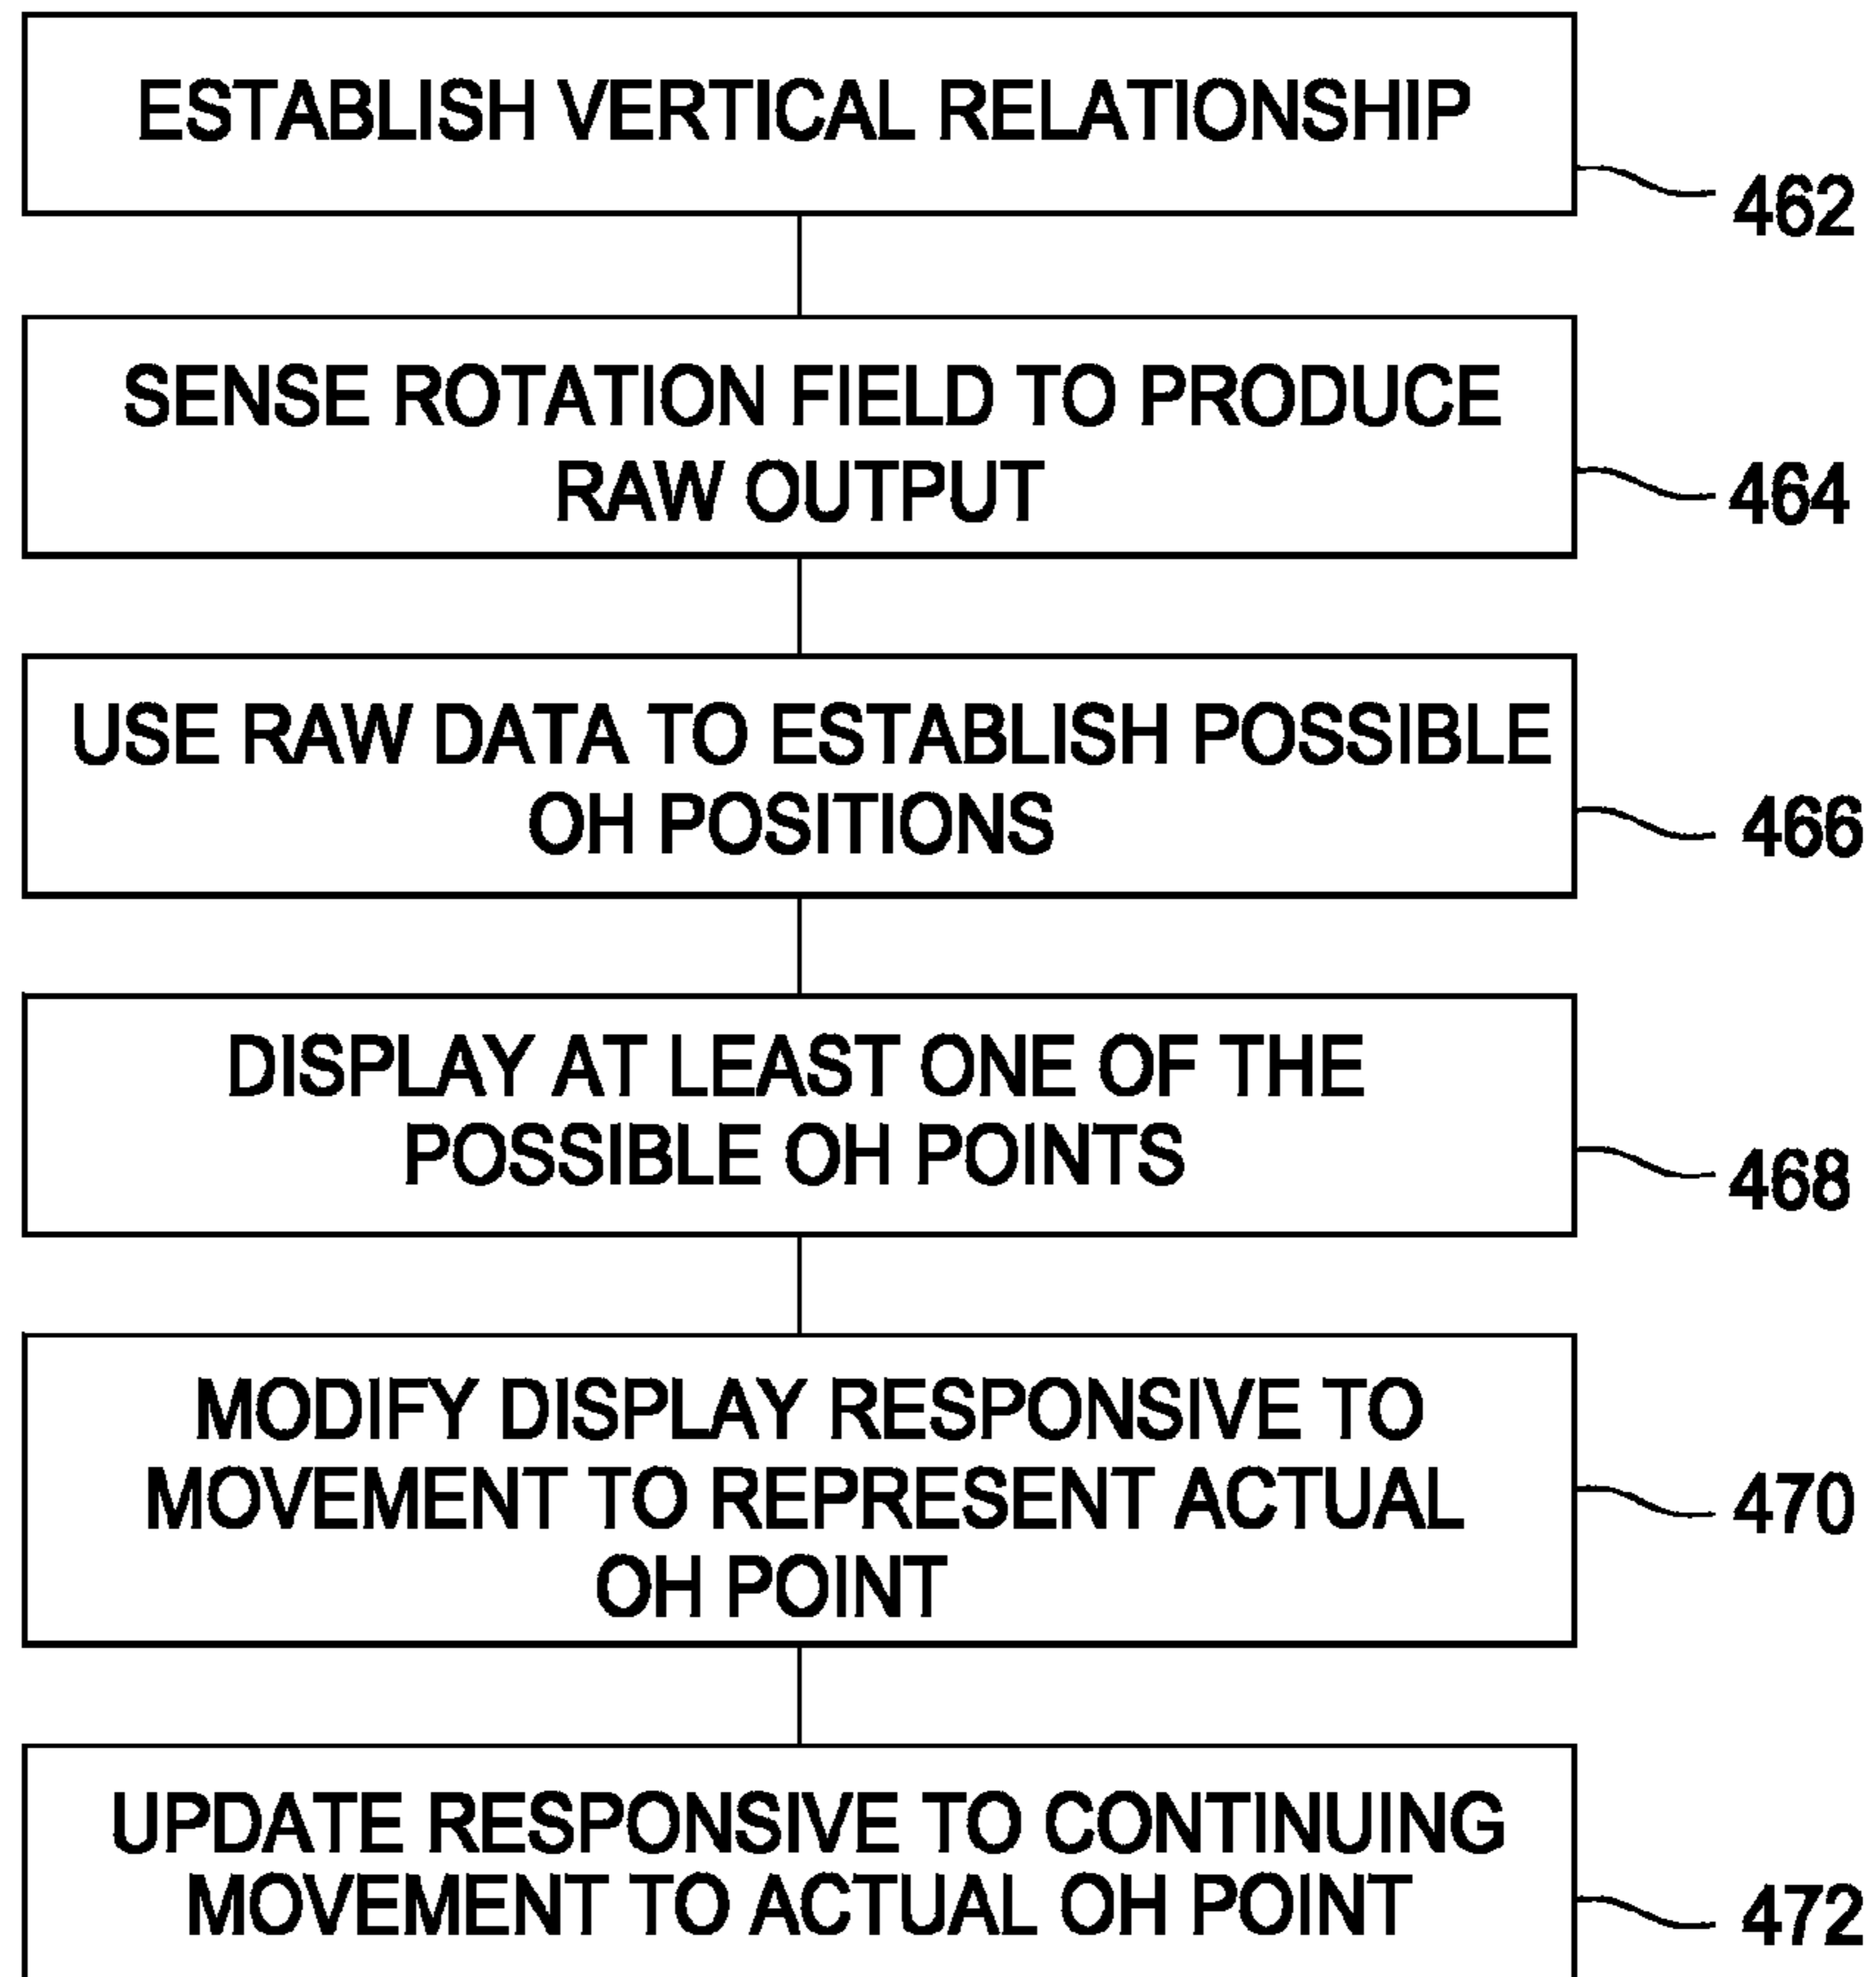 ESTABLISH VERTICAL RELATIONSHIP
462
SENSE ROTATION FIELD TO PRODUCE
RAW OUTPUT
464
USE RAW DATA TO ESTABLISH POSSIBLE
OH POSITIONS
466
DISPLAY AT LEAST ONE OF THE
POSSIBLE OH POINTS
468
MODIFY DISPLAY RESPONSIVE TO
MOVEMENT TO REPRESENT ACTUAL
OH POINT
470
UPDATE RESPONSIVE TO CONTINUING
MOVEMENT TO ACTUAL OH POINT
472